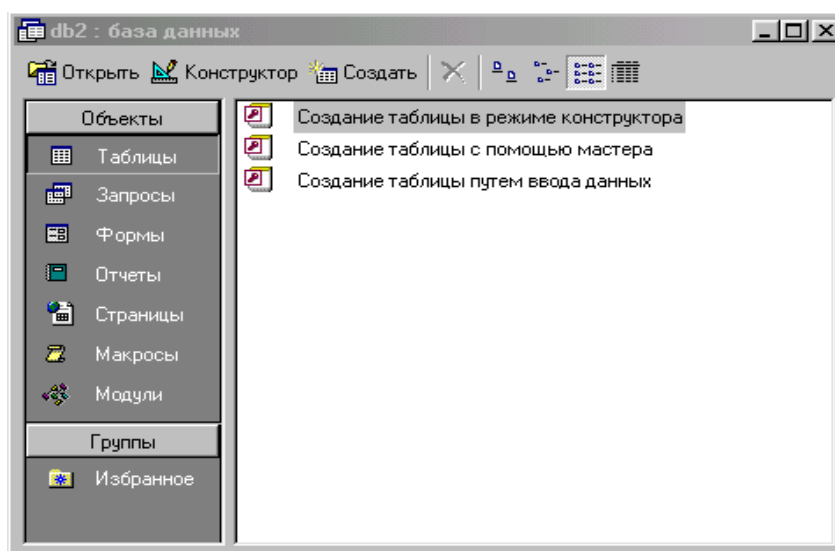 db2 : база данных
Открыть Конструктор Создать
Объекты
Таблицы
Запросы
Формы
Отчеты
Страницы
Макросы
Модули
Группы
Избранное
Создание таблицы в режиме конструктора
Создание таблицы с помощью мастера
Создание таблицы путем ввода данных